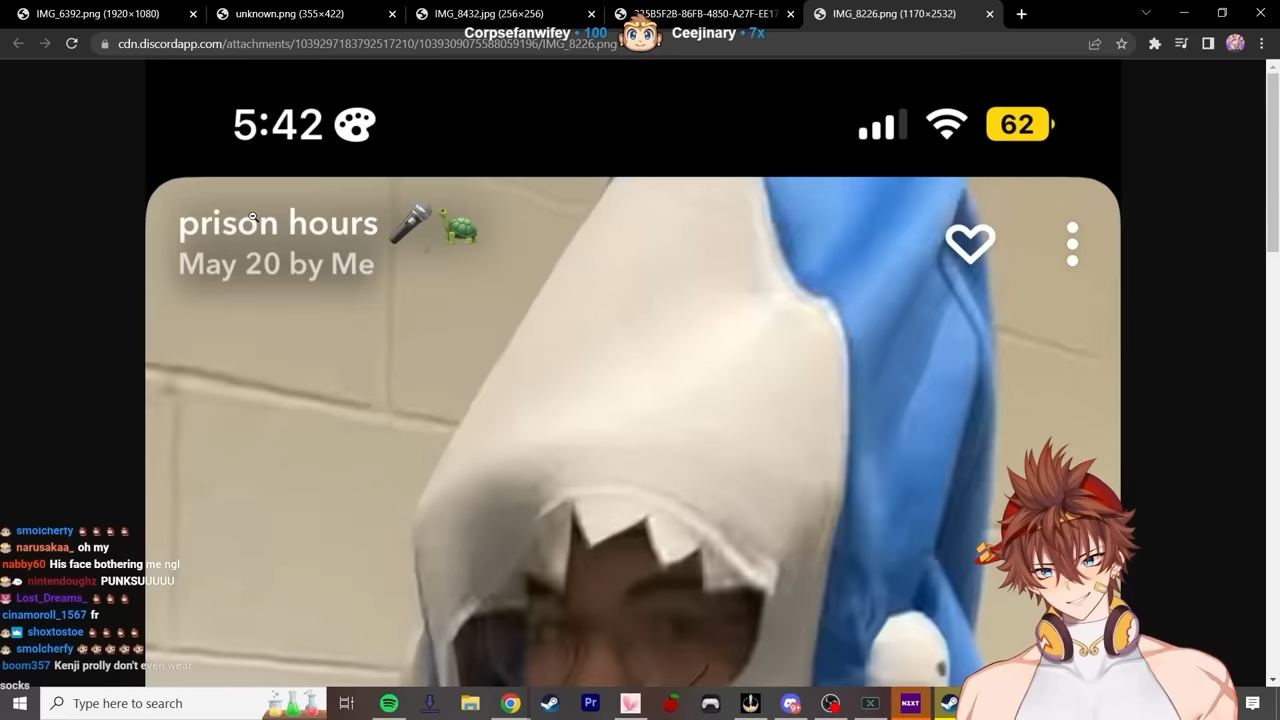 IMG_6392.png (1920×1080)
unknown.png (355×422)
IMG_8432.jpg (256×256)
IMG_8226.png (1170×2532)
Corpsefanwifey • 100
Ceejinary • 7x
cdn.discordapp.com/attachments/1039297183793517210/1039309075588059196/IMG_8226.png
5:42
62
prison hours
May 20 by Me
smolcherfy
narusakaa_ oh my
nabby60 His face bothering me ngl
nintendoughz PUNKSUUUUU
Lost_Dreams_
cinamoroll_1567 fr
shoxtostoe
smolcherfy
boom357 Kenji prolly don't even wear
socks
Type here to search
Pr
NZXT